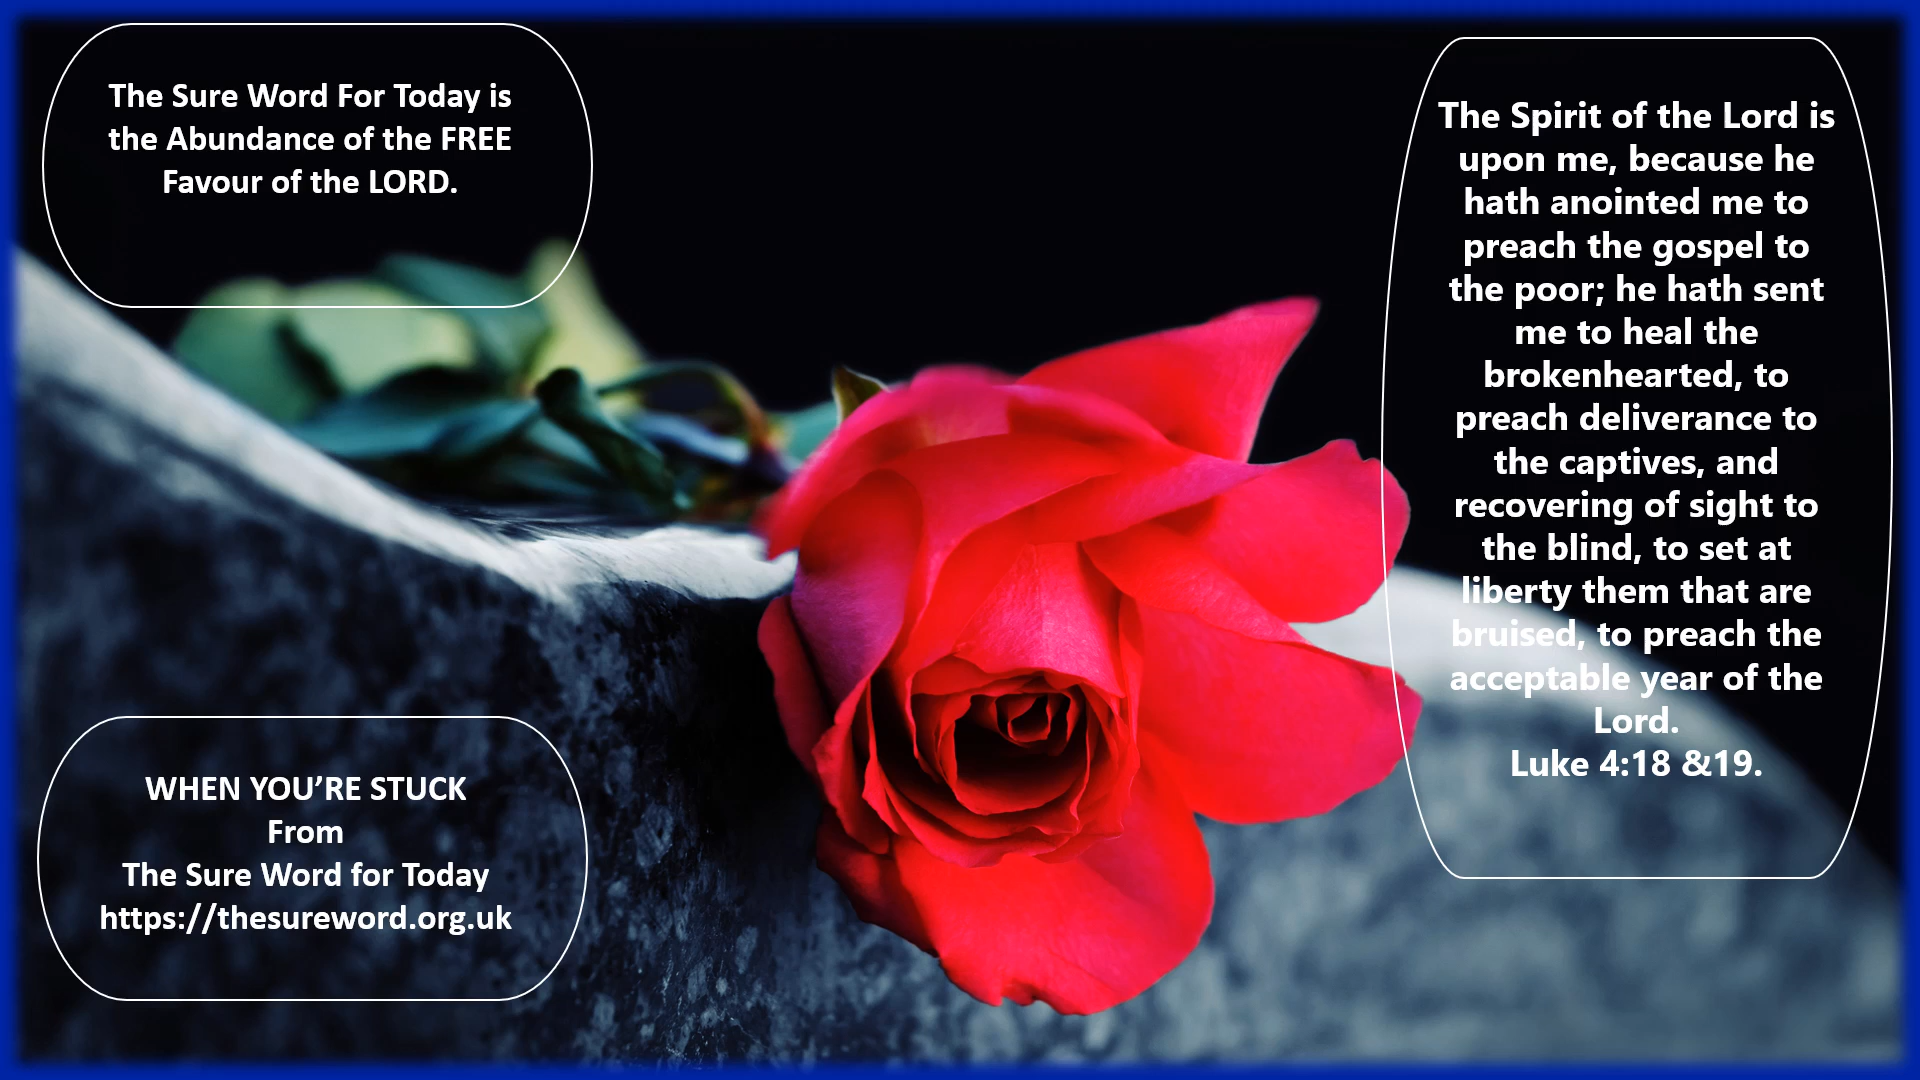 The Sure Word For Today is
the Abundance of the FREE
Favour of the LORD.
The Spirit of the Lord is
upon me, because he
hath anointed me to
preach the gospel to
the poor; he hath sent
me to heal the
brokenhearted, to
preach deliverance to
the captives, and
recovering of sight to
the blind, to set at
liberty them that are
bruised, to preach the
acceptable year of the
Lord.
Luke 4:18 &19.
WHEN YOU’RE STUCK
From
The Sure Word for Today
https://thesureword.org.uk